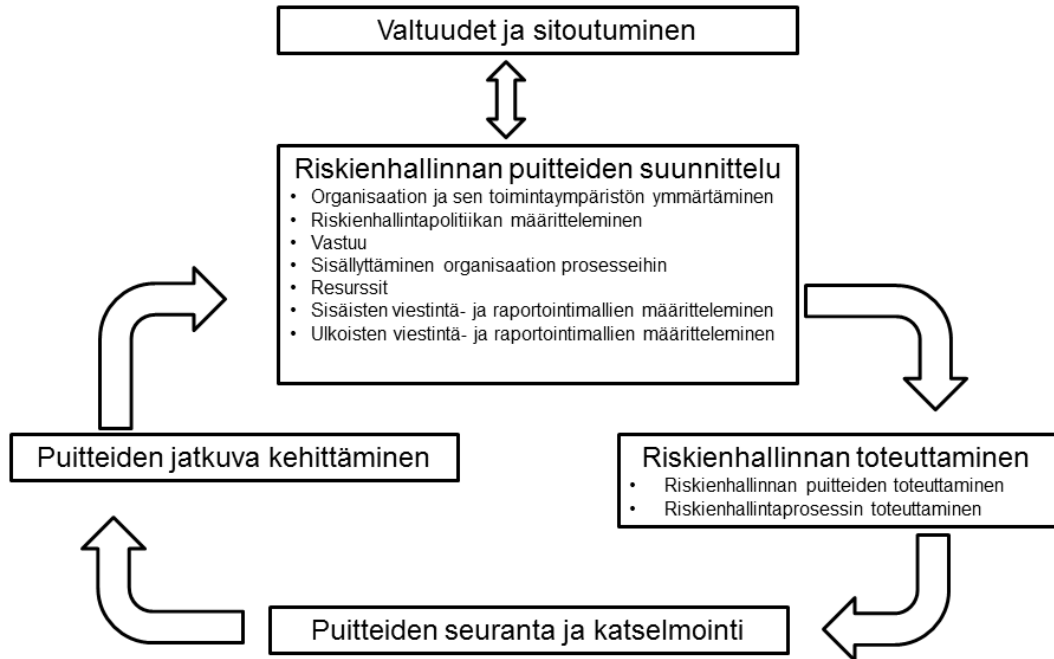 Valtuudet ja sitoutuminen
Riskienhallinnan puitteiden suunnittelu
• Organisaation ja sen toimintaympäristön ymmärtäminen
• Riskienhallintapolitiikan määritteleminen
• Vastuu
• Sisällyttäminen organisaation prosesseihin
• Resurssit
• Sisäisten viestintä- ja raportointimallien määritteleminen
• Ulkoisten viestintä- ja raportointimallien määritteleminen
Puitteiden jatkuva kehittäminen
Riskienhallinnan toteuttaminen
• Riskienhallinnan puitteiden toteuttaminen
• Riskienhallintaprosessin toteuttaminen
Puitteiden seuranta ja katselmointi